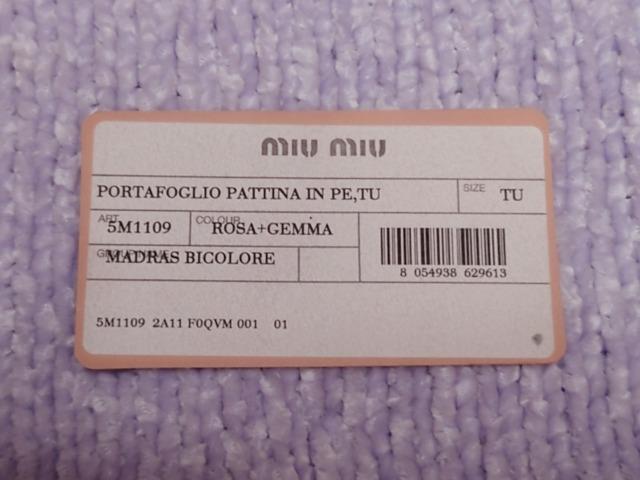 MIU MIU
PORTAFOGLIO PATTINA IN PE,TU
SIZE TU
ART. 5M1109
COLOUR ROSA+GEMMA
MADRAS BICOLORE
8 054938 629613
5M1109 2A11 F0QVM 001 01